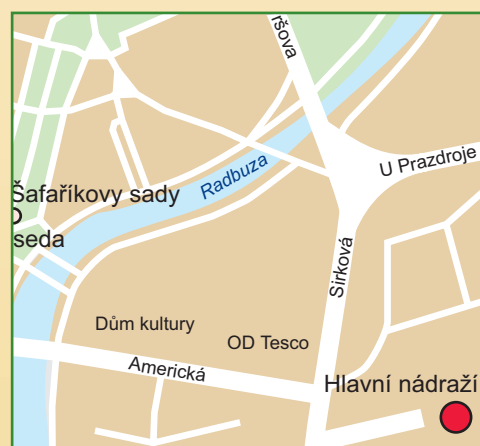 ršova
U Prazdroje
Radbuza
Šafaříkovy sady
seda
Sirková
Dům kultury
OD Tesco
Americká
Hlavní nádraží